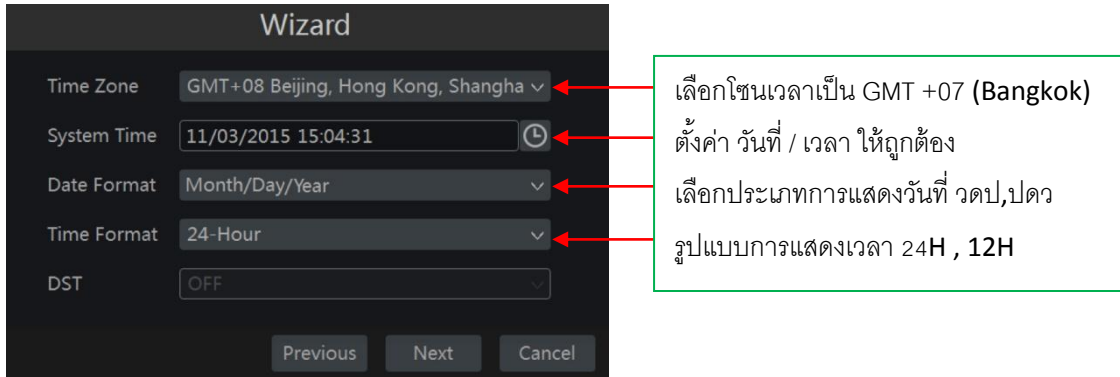 Wizard
Time Zone GMT+08 Beijing, Hong Kong, Shangha
เลือกโซนเวลาเป็น GMT +07 (Bangkok)
System Time 11/03/2015 15:04:31
ตั้งค่า วันที่ / เวลา ให้ถูกต้อง
Date Format Month/Day/Year
เลือกประเภทการแสดงวันที่ วดป,ปดว
Time Format 24-Hour
รูปแบบการแสดงเวลา 24H , 12H
DST OFF
Previous Next Cancel